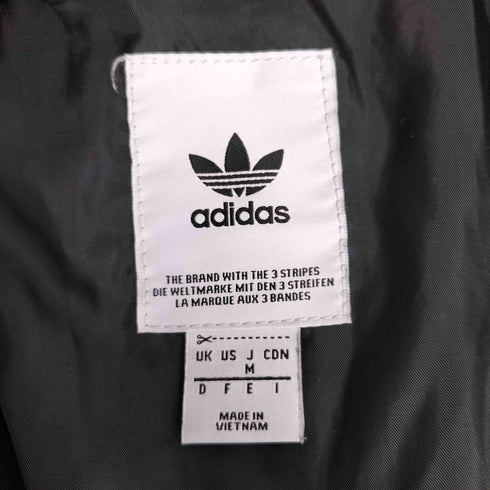 adidas
THE BRAND WITH THE 3 STRIPES
DIE WELTMARKE MIT DEN 3 STREIFEN
LA MARQUE AUX 3 BANDES
UK US J CDN
M
D F E I
MADE IN
VIETNAM